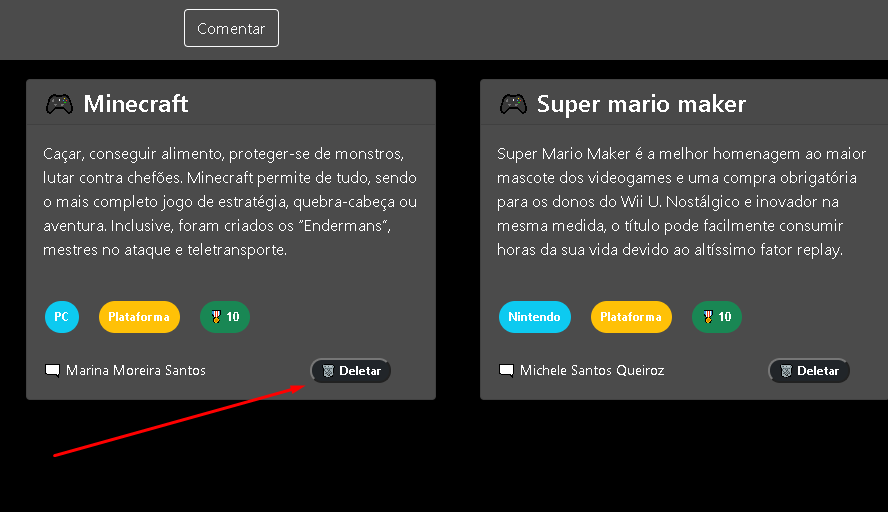 Comentar
Minecraft
Caçar, conseguir alimento, proteger-se de monstros,
lutar contra chefões. Minecraft permite de tudo, sendo
o mais completo jogo de estratégia, quebra-cabeça ou
aventura. Inclusive, foram criados os “Endermans”,
mestres no ataque e teletransporte.
PC
Plataforma
10
Marina Moreira Santos
Deletar
Super mario maker
Super Mario Maker é a melhor homenagem ao maior
mascote dos videogames e uma compra obrigatória
para os donos do Wii U. Nostálgico e inovador na
mesma medida, o título pode facilmente consumir
horas da sua vida devido ao altíssimo fator replay.
Nintendo
Plataforma
10
Michele Santos Queiroz
Deletar